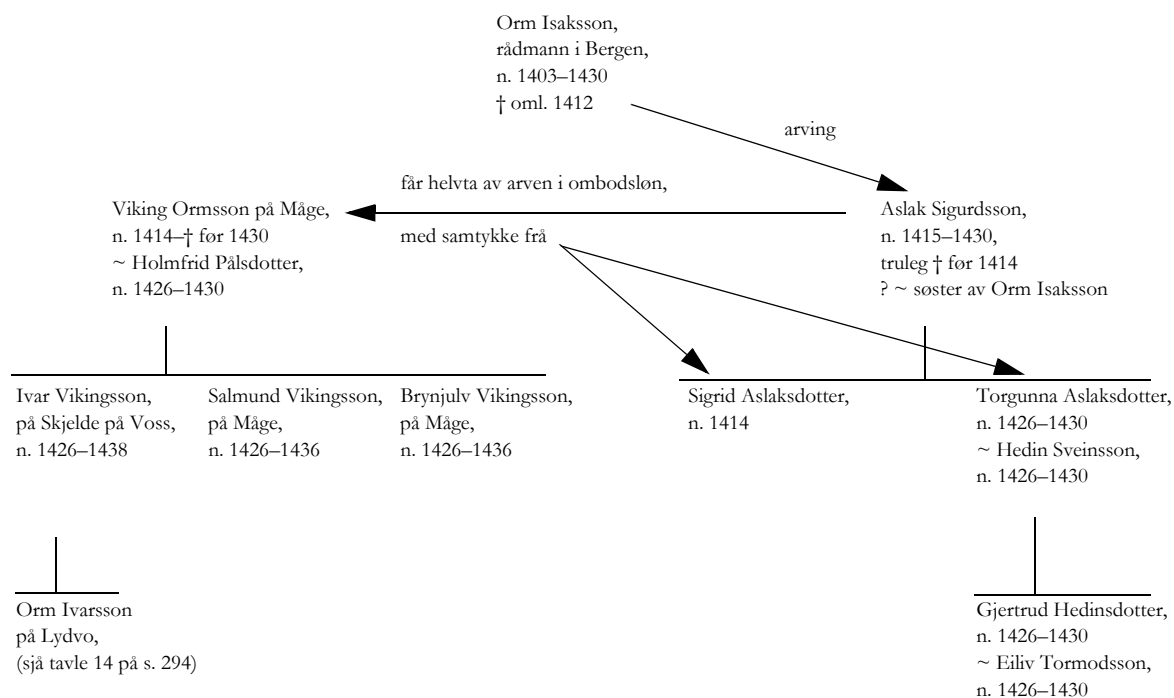 Orm Isaksson,
rådmann i Bergen,
n. 1403–1430
† oml. 1412
arving
får helvta av arven i ombodsløn,
med samtykke frå
Viking Ormsson på Måge,
n. 1414–† før 1430
~ Holmfrid Pålsdotter,
n. 1426–1430
Aslak Sigurdsson,
n. 1415–1430,
truleg † før 1414
? ~ søster av Orm Isaksson
Ivar Vikingsson,
på Skjelde på Voss,
n. 1426–1438
Salmund Vikingsson,
på Måge,
n. 1426–1436
Brynjulv Vikingsson,
på Måge,
n. 1426–1436
Sigrid Aslaksdotter,
n. 1414
Torgunna Aslaksdotter,
n. 1426–1430
~ Hedin Sveinsson,
n. 1426–1430
Orm Ivarsson
på Lydvo,
(sjå tavle 14 på s. 294)
Gjertrud Hedinsdotter,
n. 1426–1430
~ Eiliv Tormodsson,
n. 1426–1430